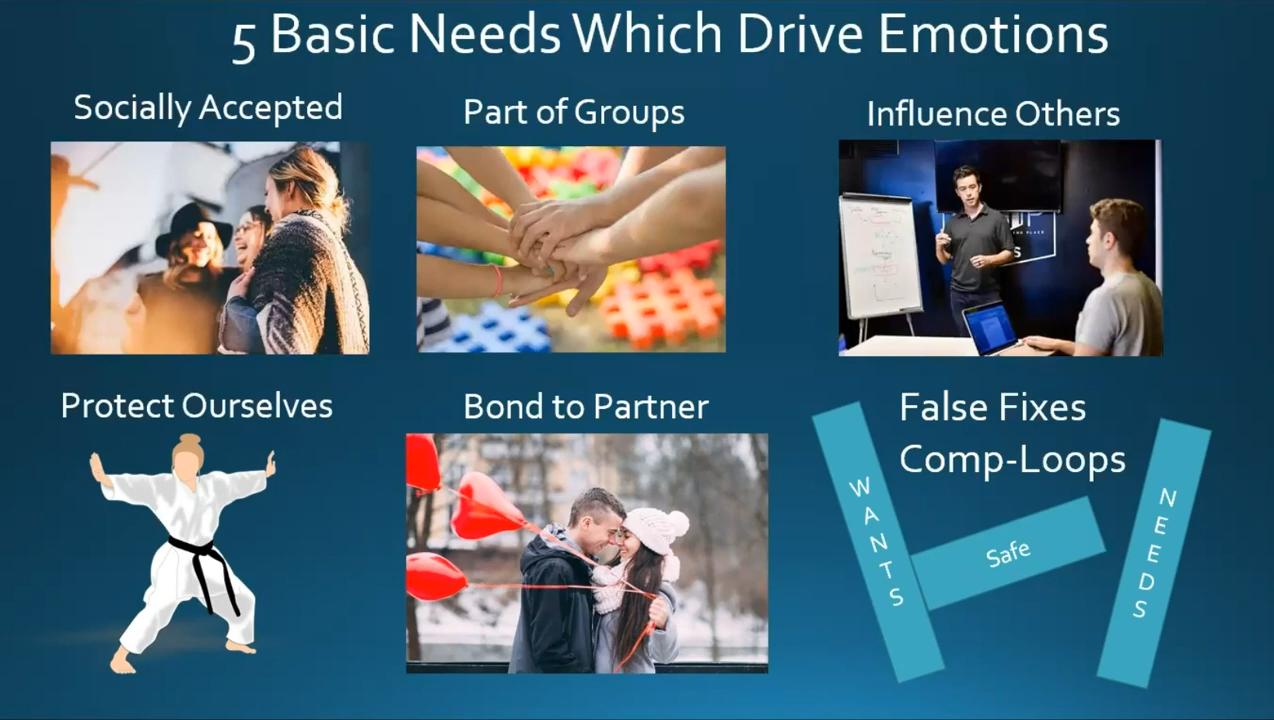 5 Basic Needs Which Drive Emotions
Socially Accepted
Part of Groups
Influence Others
Protect Ourselves
Bond to Partner
False Fixes
Comp-Loops
WANTS
Safe
NEEDS